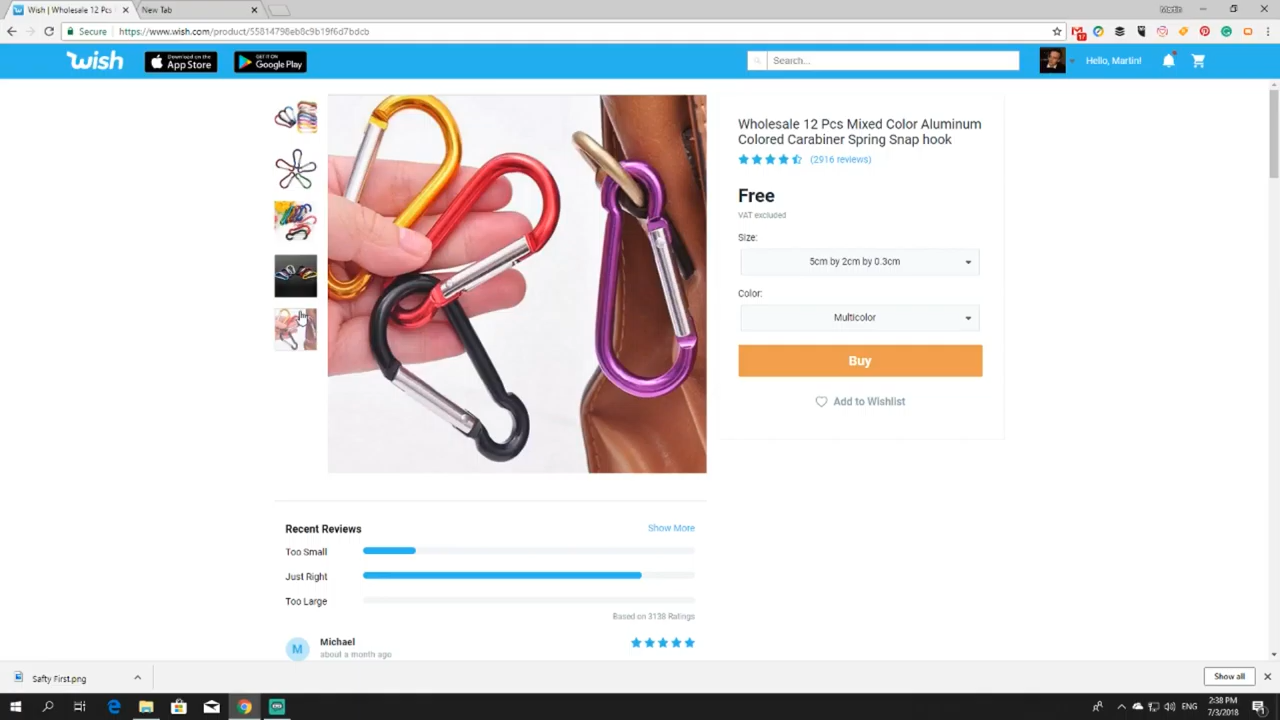 Wish | Wholesale 12 Pcs
New Tab
Martin
Secure
https://www.wish.com/product/55814798eb8c9b19f6d7bdcb
17
wish
Download on the App Store
GET IT ON Google Play
Search...
Hello, Martin!
Wholesale 12 Pcs Mixed Color Aluminum
Colored Carabiner Spring Snap hook
(2916 reviews)
Free
VAT excluded
Size:
5cm by 2cm by 0.3cm
Color:
Multicolor
Buy
Add to Wishlist
Recent Reviews
Show More
Too Small
Just Right
Too Large
Based on 3138 Ratings
M
Michael
about a month ago
Safty First.png
Show all
ENG
2:38 PM
7/3/2018
1